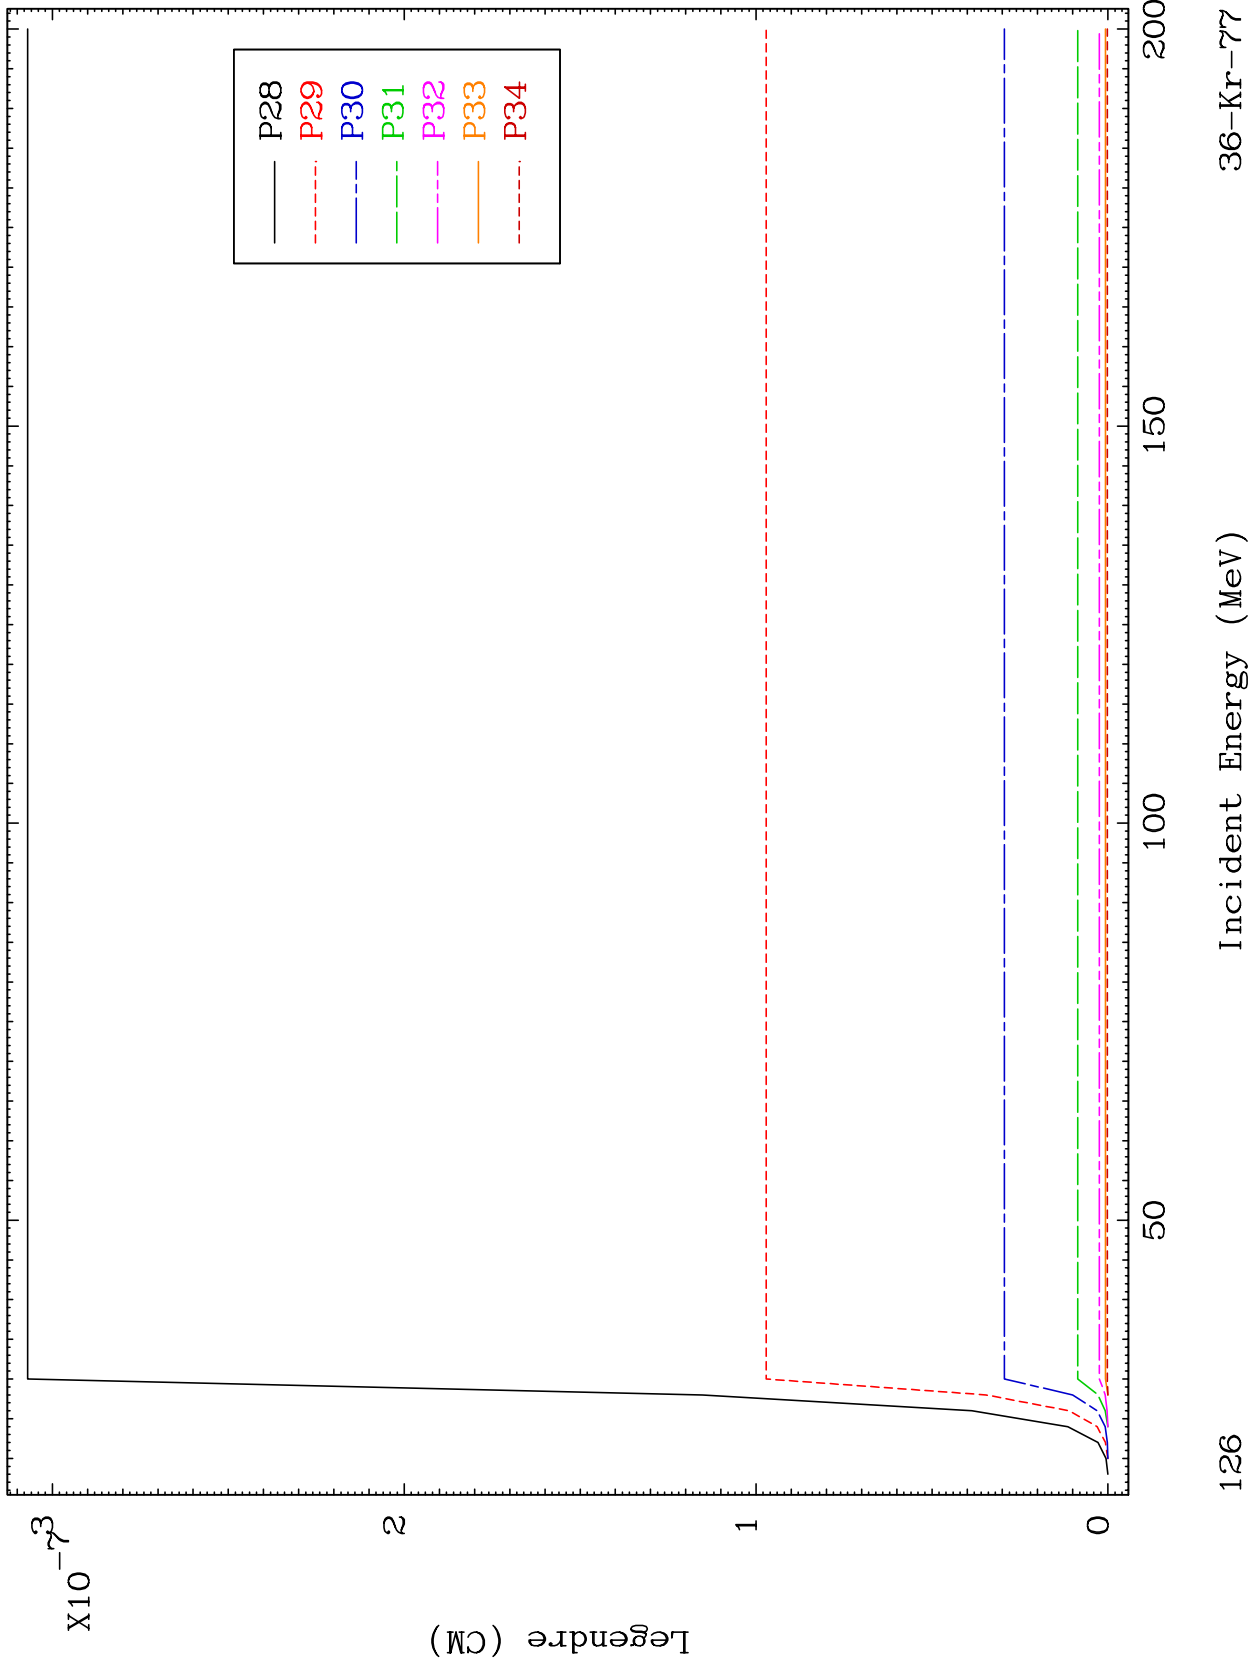 X10-7
3
2
1
0
Legendre (CM)
P28
P29
P30
P31
P32
P33
P34
50
100
150
200
Incident Energy (MeV)
126
36-Kr-77